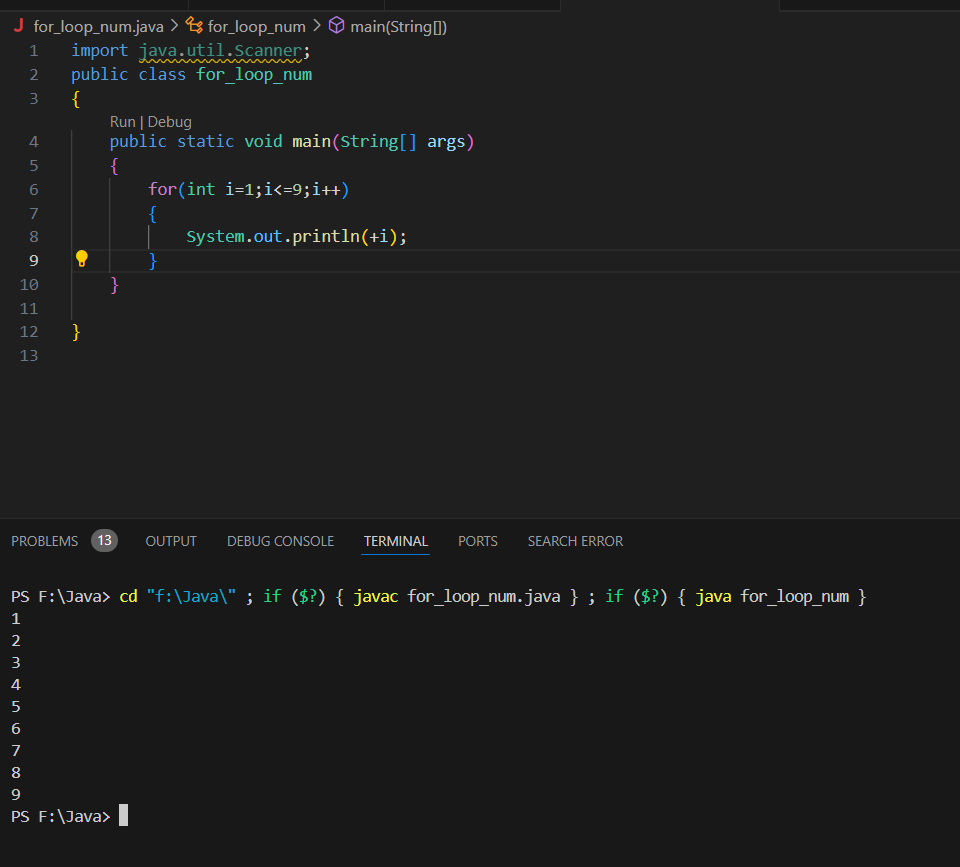 J for_loop_num.java > for_loop_num > main(String[])
1 import java.util.Scanner;
2 public class for_loop_num
3 {
Run | Debug
4 public static void main(String[] args)
5 {
6 for(int i=1;i<=9;i++)
7 {
8 System.out.println(+i);
9 }
10 }
11
12 }
13
PROBLEMS 13 OUTPUT DEBUG CONSOLE TERMINAL PORTS SEARCH ERROR
PS F:\Java> cd "f:\Java\" ; if ($?) { javac for_loop_num.java } ; if ($?) { java for_loop_num }
1
2
3
4
5
6
7
8
9
PS F:\Java>